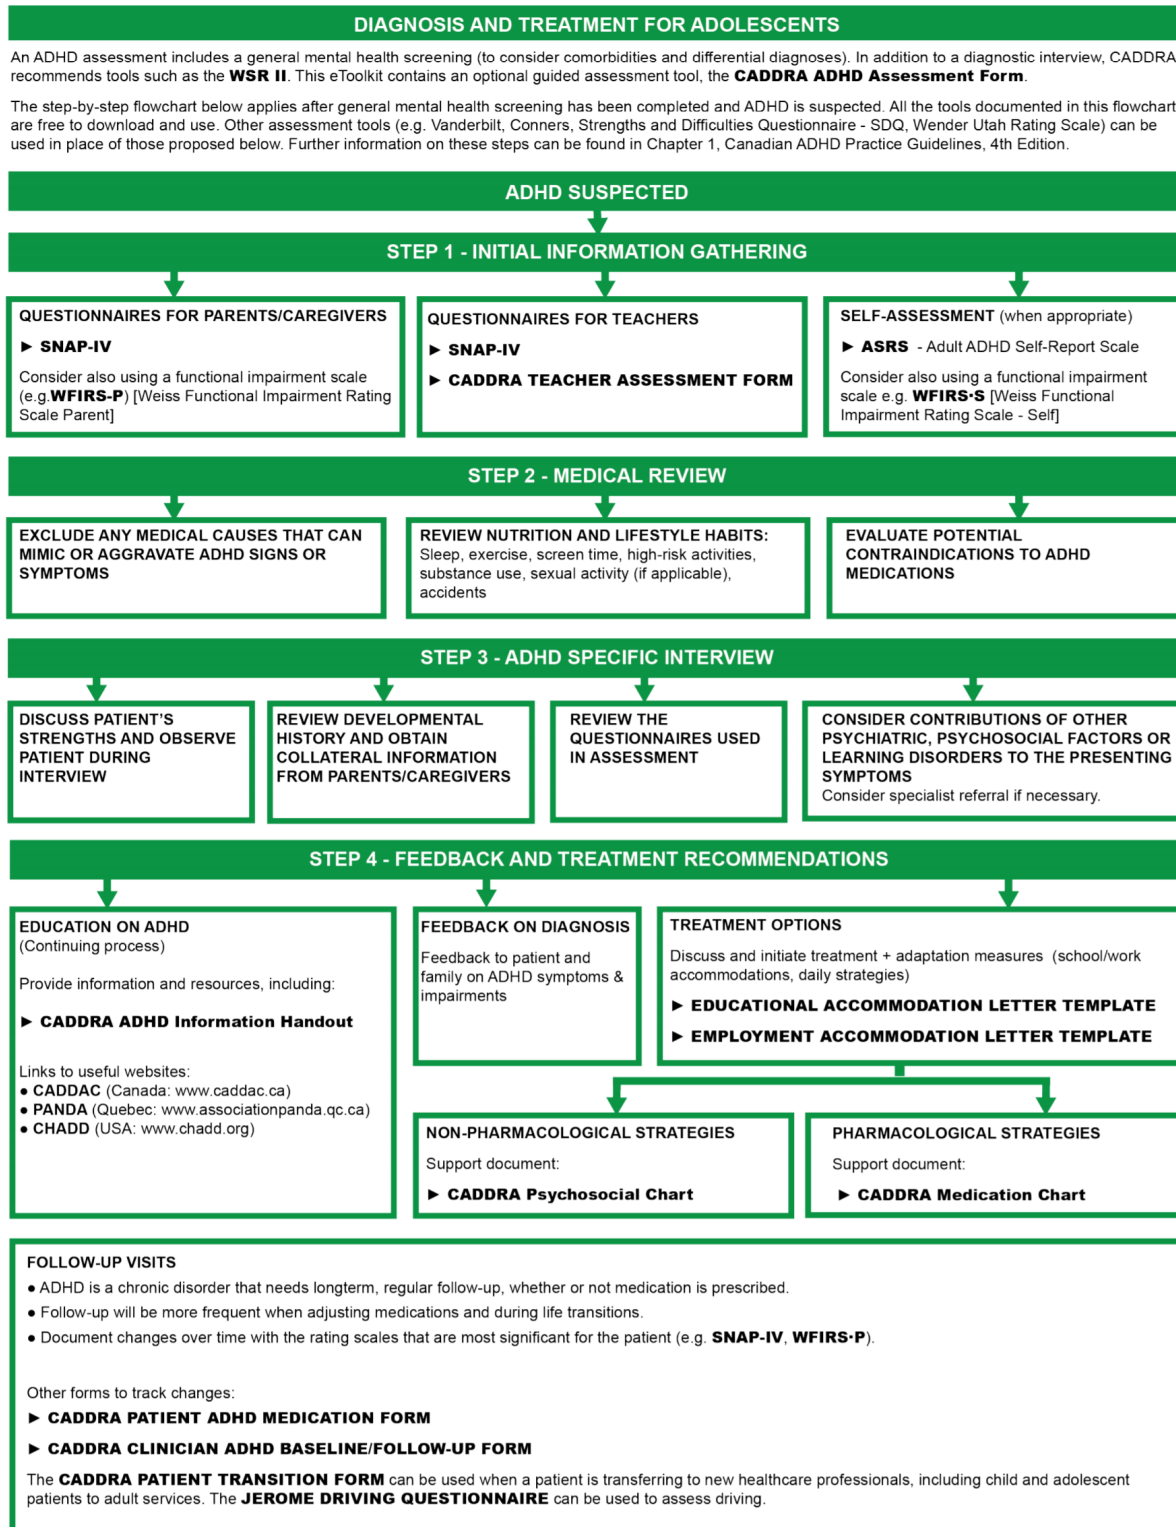 DIAGNOSIS AND TREATMENT FOR ADOLESCENTS
An ADHD assessment includes a general mental health screening (to consider comorbidities and differential diagnoses). In addition to a diagnostic interview, CADDRA
recommends tools such as the WSR II. This eToolkit contains an optional guided assessment tool, the CADDRA ADHD Assessment Form.
The step-by-step flowchart below applies after general mental health screening has been completed and ADHD is suspected. All the tools documented in this flowchart
are free to download and use. Other assessment tools (e.g. Vanderbilt, Conners, Strengths and Difficulties Questionnaire - SDQ, Wender Utah Rating Scale) can be
used in place of those proposed below. Further information on these steps can be found in Chapter 1, Canadian ADHD Practice Guidelines, 4th Edition.
ADHD SUSPECTED
STEP 1 - INITIAL INFORMATION GATHERING
QUESTIONNAIRES FOR PARENTS/CAREGIVERS
► SNAP-IV
Consider also using a functional impairment scale
(e.g.WFIRS-P) [Weiss Functional Impairment Rating
Scale Parent]
QUESTIONNAIRES FOR TEACHERS
► SNAP-IV
► CADDRA TEACHER ASSESSMENT FORM
SELF-ASSESSMENT (when appropriate)
► ASRS - Adult ADHD Self-Report Scale
Consider also using a functional impairment
scale e.g. WFIRS·S [Weiss Functional
Impairment Rating Scale - Self]
STEP 2 - MEDICAL REVIEW
EXCLUDE ANY MEDICAL CAUSES THAT CAN
MIMIC OR AGGRAVATE ADHD SIGNS OR
SYMPTOMS
REVIEW NUTRITION AND LIFESTYLE HABITS:
Sleep, exercise, screen time, high-risk activities,
substance use, sexual activity (if applicable),
accidents
EVALUATE POTENTIAL
CONTRAINDICATIONS TO ADHD
MEDICATIONS
STEP 3 - ADHD SPECIFIC INTERVIEW
DISCUSS PATIENT'S
STRENGTHS AND OBSERVE
PATIENT DURING
INTERVIEW
REVIEW DEVELOPMENTAL
HISTORY AND OBTAIN
COLLATERAL INFORMATION
FROM PARENTS/CAREGIVERS
REVIEW THE
QUESTIONNAIRES USED
IN ASSESSMENT
CONSIDER CONTRIBUTIONS OF OTHER
PSYCHIATRIC, PSYCHOSOCIAL FACTORS OR
LEARNING DISORDERS TO THE PRESENTING
SYMPTOMS
Consider specialist referral if necessary.
STEP 4 - FEEDBACK AND TREATMENT RECOMMENDATIONS
EDUCATION ON ADHD
(Continuing process)
Provide information and resources, including:
► CADDRA ADHD Information Handout
Links to useful websites:
● CADDAC (Canada: www.caddac.ca)
● PANDA (Quebec: www.associationpanda.qc.ca)
● CHADD (USA: www.chadd.org)
FEEDBACK ON DIAGNOSIS
Feedback to patient and
family on ADHD symptoms &
impairments
TREATMENT OPTIONS
Discuss and initiate treatment + adaptation measures (school/work
accommodations, daily strategies)
► EDUCATIONAL ACCOMMODATION LETTER TEMPLATE
► EMPLOYMENT ACCOMMODATION LETTER TEMPLATE
NON-PHARMACOLOGICAL STRATEGIES
Support document:
► CADDRA Psychosocial Chart
PHARMACOLOGICAL STRATEGIES
Support document:
► CADDRA Medication Chart
FOLLOW-UP VISITS
● ADHD is a chronic disorder that needs longterm, regular follow-up, whether or not medication is prescribed.
● Follow-up will be more frequent when adjusting medications and during life transitions.
● Document changes over time with the rating scales that are most significant for the patient (e.g. SNAP-IV, WFIRS·P).
Other forms to track changes:
► CADDRA PATIENT ADHD MEDICATION FORM
► CADDRA CLINICIAN ADHD BASELINE/FOLLOW-UP FORM
The CADDRA PATIENT TRANSITION FORM can be used when a patient is transferring to new healthcare professionals, including child and adolescent
patients to adult services. The JEROME DRIVING QUESTIONNAIRE can be used to assess driving.